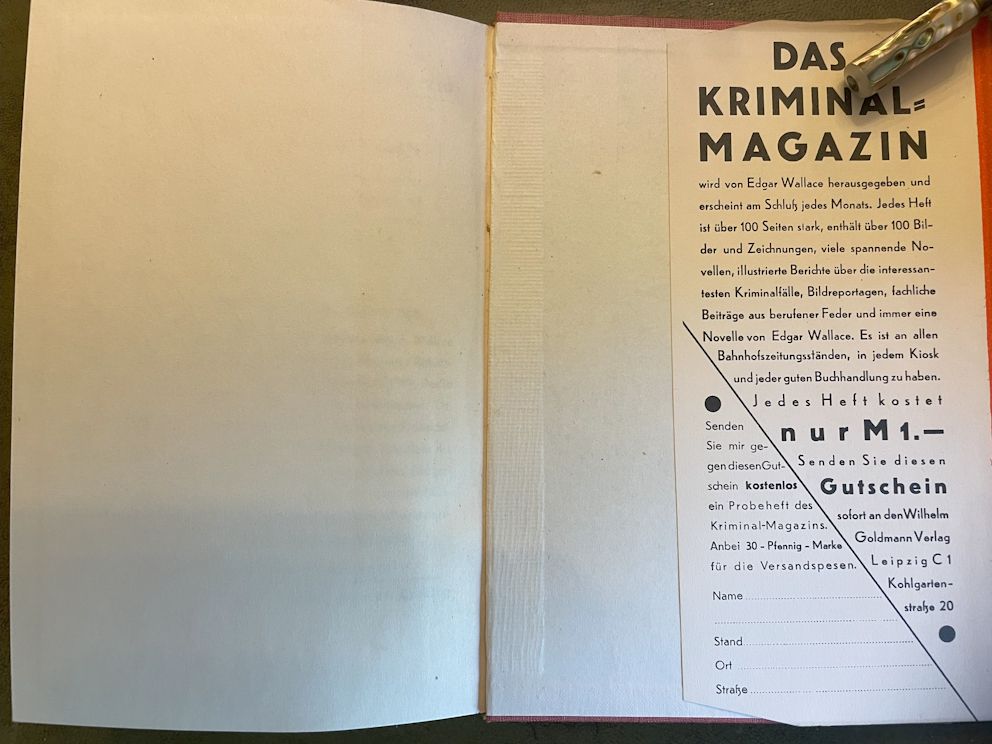 DAS
KRIMINAL=
MAGAZIN
wird von Edgar Wallace herausgegeben und
erscheint am Schluß jedes Monats. Jedes Heft
ist über 100 Seiten stark, enthält über 100 Bil-
der und Zeichnungen, viele spannende No-
vellen, illustrierte Berichte über die interessan-
testen Kriminalfälle, Bildreportagen, fachliche
Beiträge aus berufener Feder und immer eine
Novelle von Edgar Wallace. Es ist an allen
Bahnhofszeitungsständen, in jedem Kiosk
und jeder guten Buchhandlung zu haben.
Jedes Heft kostet
nur M 1.—
Senden Sie diesen
Gutschein
sofort an den Wilhelm
Goldmann Verlag
Leipzig C 1
Kohlgarten-
straße 20
Senden
Sie mir ge-
gen diesen Gut-
schein kostenlos
ein Probeheft des
Kriminal-Magazins.
Anbei 30-Pfennig-Marke
für die Versandspesen.
Name
Stand
Ort
Straße